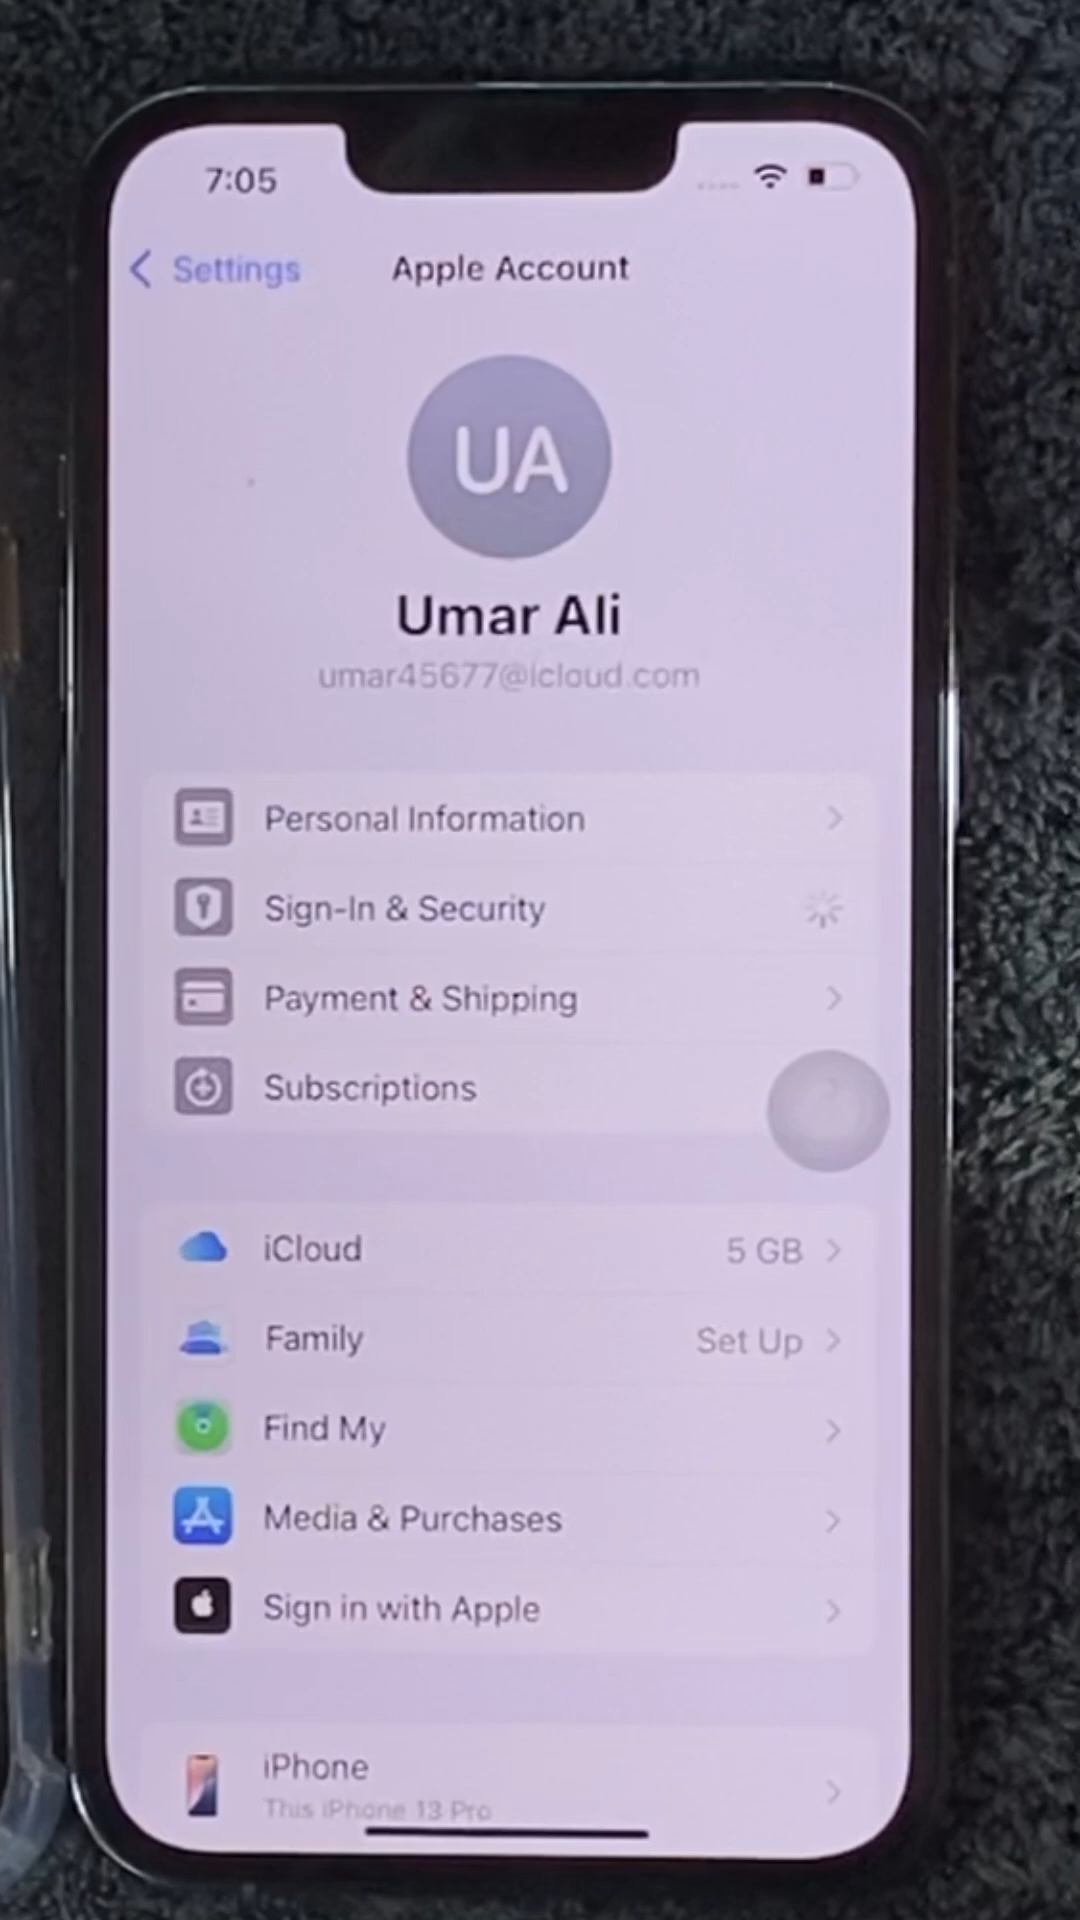 7:05
Settings
Apple Account
UA
Umar Ali
umar45677@icloud.com
Personal Information
Sign-In & Security
Payment & Shipping
Subscriptions
iCloud 5 GB
Family Set Up
Find My
Media & Purchases
Sign in with Apple
iPhone
This iPhone 13 Pro